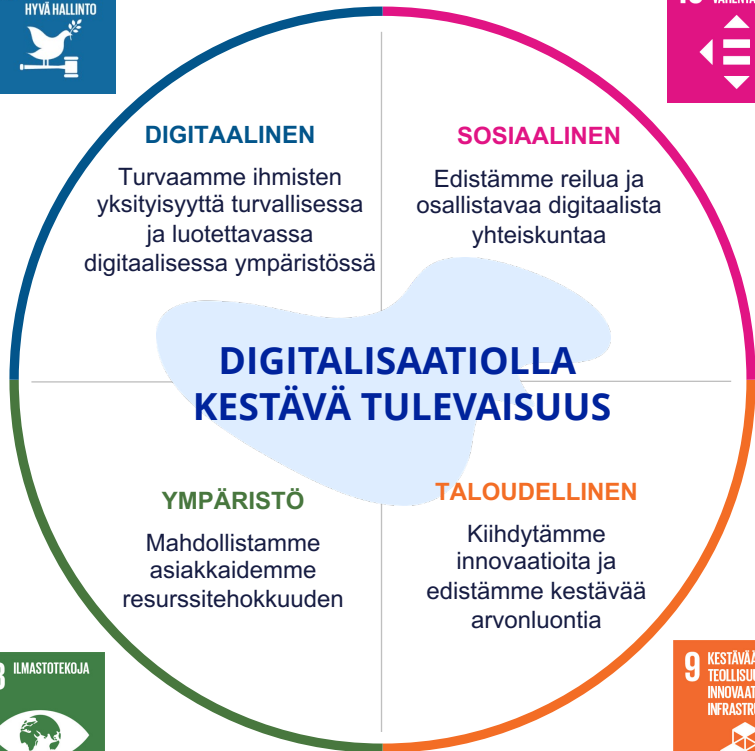 HYVÄ HALLINTO
DIGITAALINEN
Turvaamme ihmisten
yksityisyyttä turvallisessa
ja luotettavassa
digitaalisessa ympäristössä
SOSIAALINEN
Edistämme reilua ja
osallistavaa digitaalista
yhteiskuntaa
DIGITALISAATIOLLA
KESTÄVÄ TULEVAISUUS
YMPÄRISTÖ
Mahdollistamme
asiakkaidemme
resurssitehokkuuden
TALOUDELLINEN
Kiihdytämme
innovaatioita ja
edistämme kestävää
arvonluontia
ILMASTOTEKOJA
9